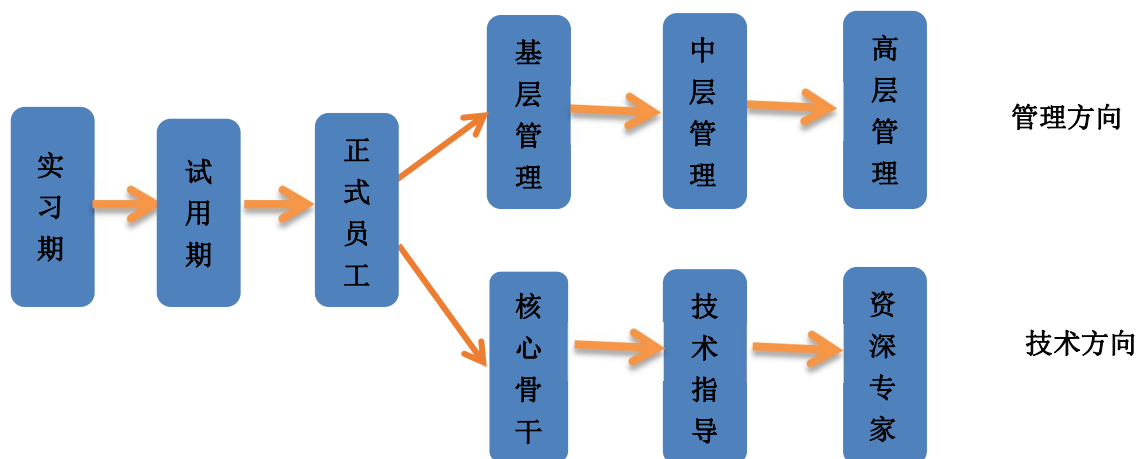 实习期
试用期
正式员工
基层管理
中层管理
高层管理
管理方向
核心骨干
技术指导
资深专家
技术方向